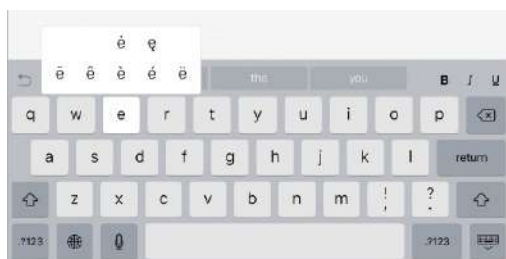 ė ę
ē ê è é ë
the you B I U
q w e r t y u i o p
a s d f g h j k l return
z x c v b n m ! , ? .
.?123 .?123